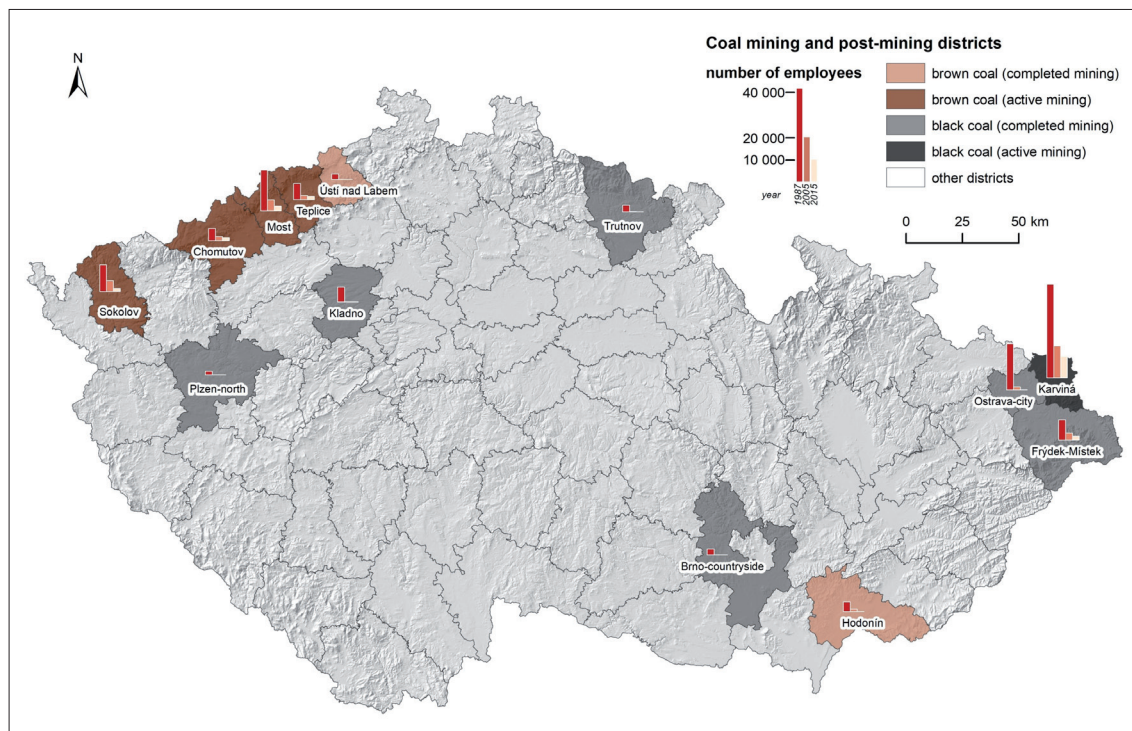 N
Coal mining and post-mining districts
number of employees
40 000
20 000
10 000
year
1987
2005
2015
brown coal (completed mining)
brown coal (active mining)
black coal (completed mining)
black coal (active mining)
other districts
0 25 50 km
Ústí nad Labem
Teplice
Most
Chomutov
Sokolov
Kladno
Plzen-north
Trutnov
Karviná
Ostrava-city
Frýdek-Místek
Brno-countryside
Hodonín